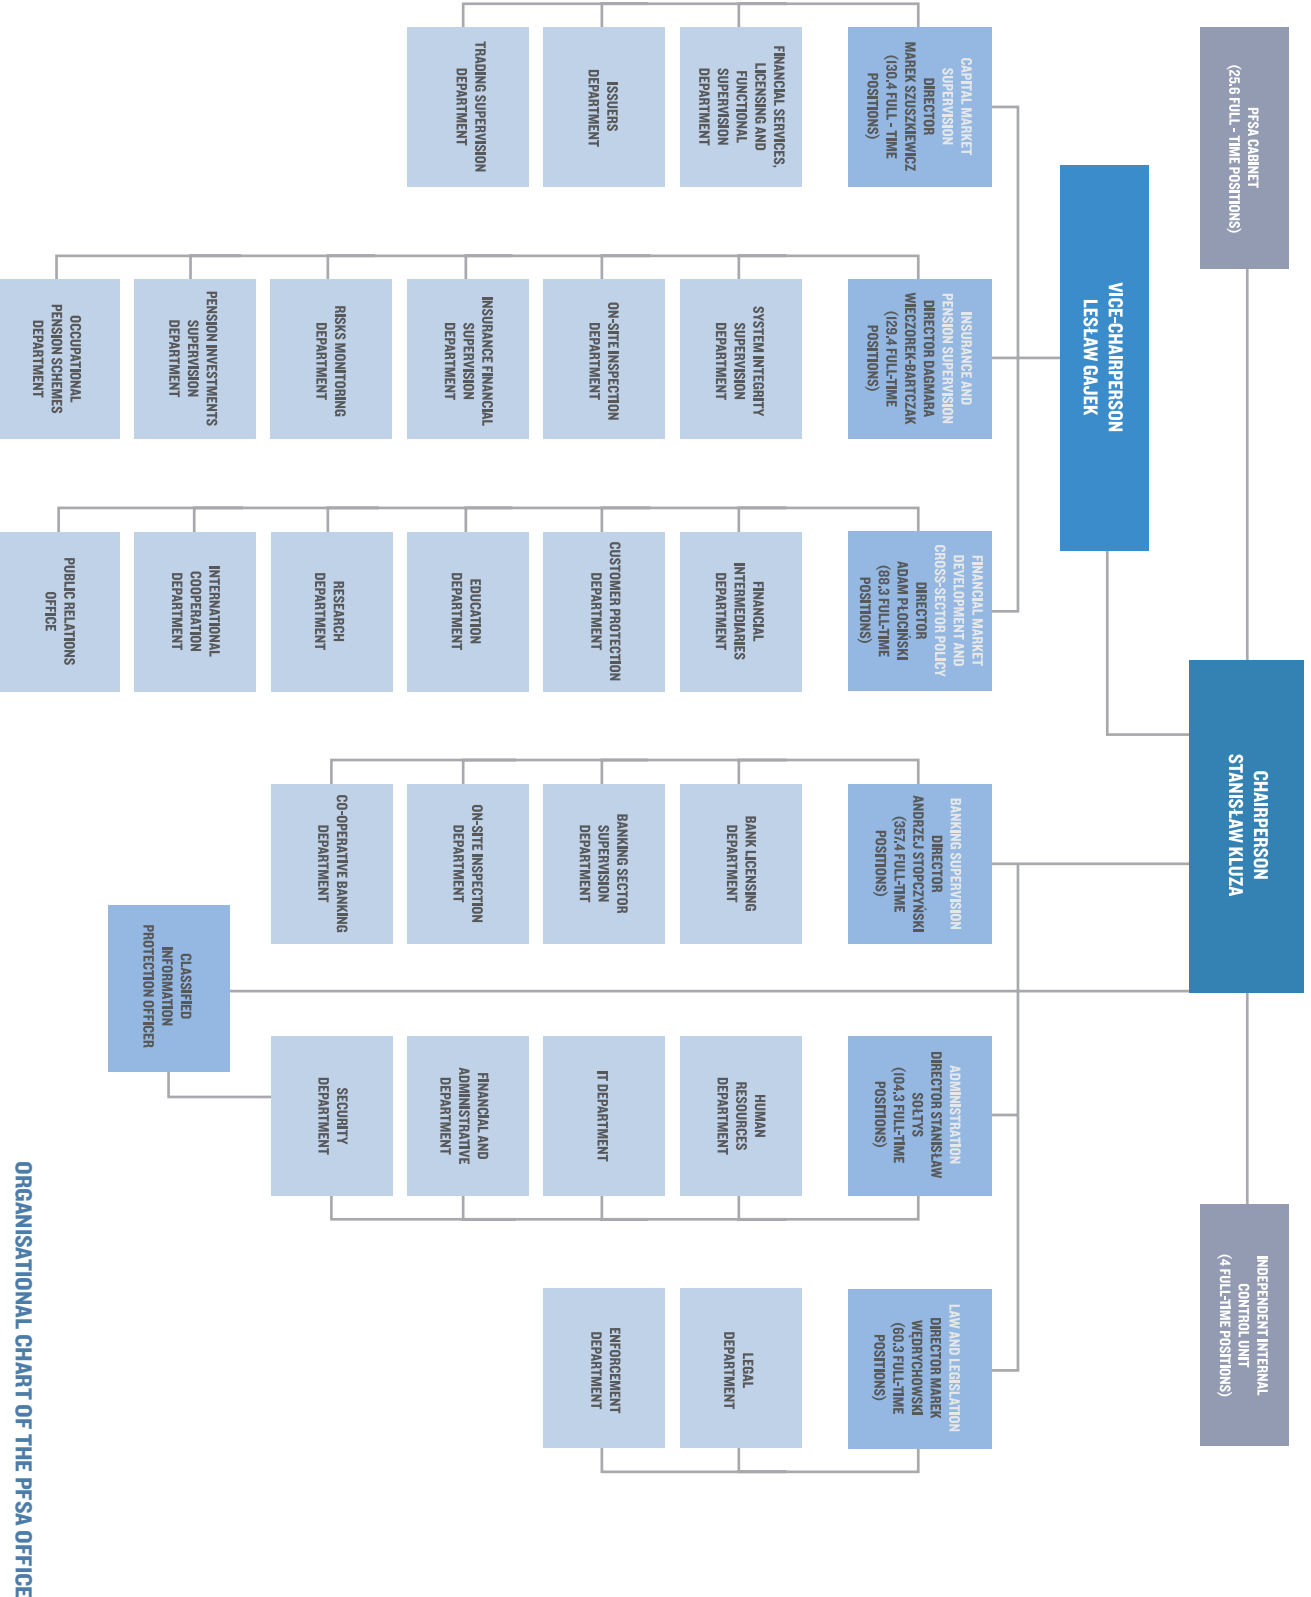 ORGANISATIONAL CHART OF THE PFSA OFFICE
PFSA CABINET
(25.6 FULL - TIME POSITIONS)
CHAIRPERSON
STANISŁAW KLUZA
INDEPENDENT INTERNAL
CONTROL UNIT
(4 FULL-TIME POSITIONS)
VICE-CHAIRPERSON
LESŁAW GAJEK
CAPITAL MARKET
SUPERVISION
DIRECTOR
MAREK SZUSZKIEWICZ
(130.4 FULL - TIME
POSITIONS)
FINANCIAL SERVICES,
LICENSING AND
FUNCTIONAL
SUPERVISION
DEPARTMENT
ISSUERS
DEPARTMENT
TRADING SUPERVISION
DEPARTMENT
INSURANCE AND
PENSION SUPERVISION
DIRECTOR DAGMARA
WIECZOREK-BARTCZAK
(129.4 FULL-TIME
POSITIONS)
SYSTEM INTEGRITY
SUPERVISION
DEPARTMENT
ON-SITE INSPECTION
DEPARTMENT
INSURANCE FINANCIAL
SUPERVISION
DEPARTMENT
RISKS MONITORING
DEPARTMENT
PENSION INVESTMENTS
SUPERVISION
DEPARTMENT
OCCUPATIONAL
PENSION SCHEMES
DEPARTMENT
FINANCIAL MARKET
DEVELOPMENT AND
CROSS-SECTOR POLICY
DIRECTOR
ADAM PŁOCIŃSKI
(88.3 FULL-TIME
POSITIONS)
FINANCIAL
INTERMEDIARIES
DEPARTMENT
CUSTOMER PROTECTION
DEPARTMENT
EDUCATION
DEPARTMENT
RESEARCH
DEPARTMENT
INTERNATIONAL
COOPERATION
DEPARTMENT
PUBLIC RELATIONS
OFFICE
BANKING SUPERVISION
DIRECTOR
ANDRZEJ STOPCZYŃSKI
(357.4 FULL-TIME
POSITIONS)
BANK LICENSING
DEPARTMENT
BANKING SECTOR
SUPERVISION
DEPARTMENT
ON-SITE INSPECTION
DEPARTMENT
CO-OPERATIVE BANKING
DEPARTMENT
CLASSIFIED
INFORMATION
PROTECTION OFFICER
ADMINISTRATION
DIRECTOR STANISŁAW
SOŁTYS
(104.3 FULL-TIME
POSITIONS)
HUMAN
RESOURCES
DEPARTMENT
IT DEPARTMENT
FINANCIAL AND
ADMINISTRATIVE
DEPARTMENT
SECURITY
DEPARTMENT
LAW AND LEGISLATION
DIRECTOR MAREK
WĘDRYCHOWSKI
(60.3 FULL-TIME
POSITIONS)
LEGAL
DEPARTMENT
ENFORCEMENT
DEPARTMENT